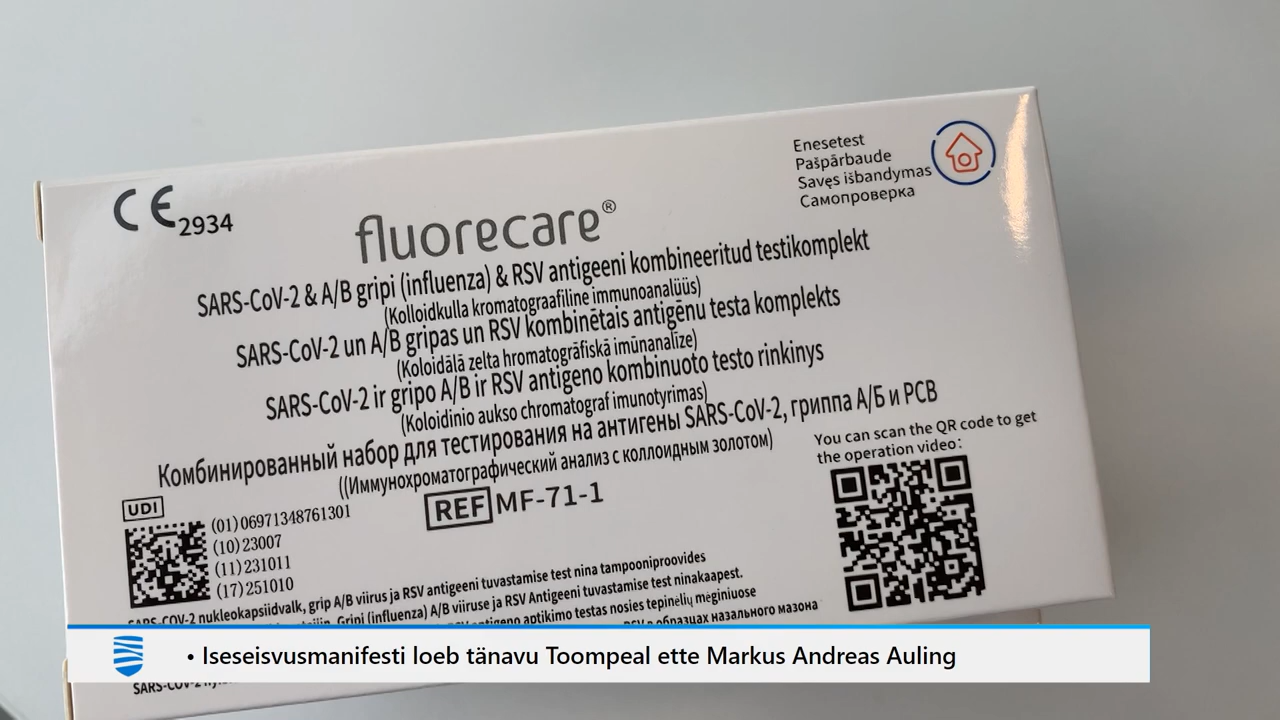 CE 2934
Enesetest
Pašpārbaude
Savęs išbandymas
Самопроверка
fluorecare®
SARS-CoV-2 & A/B gripi (influenza) & RSV antigeeni kombineeritud testikomplekt
(Kolloidkulla kromatograafiline immunoanalüüs)
SARS-CoV-2 un A/B gripas un RSV kombinētais antigēnu testa komplekts
(Koloidālā zelta hromatogrāfiskā imūnanalīze)
SARS-CoV-2 ir gripo A/B ir RSV antigeno kombinuoto testo rinkinys
(Koloidinio aukso chromatograf imunotyrimas)
Комбинированный набор для тестирования на антигены SARS-CoV-2, гриппа А/Б и РСВ
((Иммунохроматографический анализ с коллоидным золотом)
You can scan the QR code to get
the operation video:
REF MF-71-1
UDI
(01)06971348761301
(10)23007
(11)231011
(17)251010
SARS-COV-2 nukleokapsiidvalk, grip A/B viirus ja RSV antigeeni tuvastamise test nina tampooniproovides
Gripi (influenza) A/B viiruse ja RSV Antigeeni tuvastamise test ninakaapest.
antigeno aptikimo testas nosies tepinėlių mėginiuose
RSV в образцах назального мазона
SARS-COV-2
• Iseseisvusmanifesti loeb tänavu Toompeal ette Markus Andreas Auling